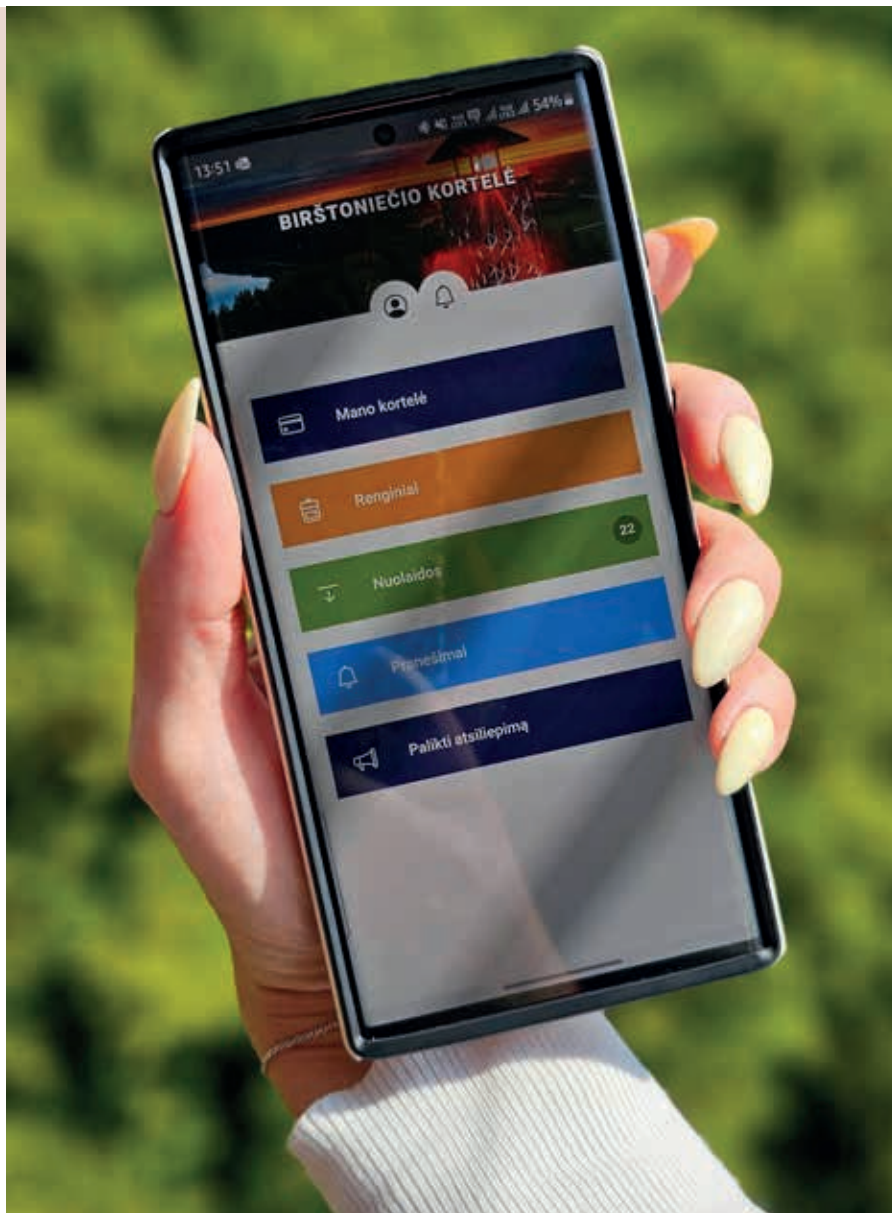 13:51
54%
BIRŠTONIEČIO KORTELĖ
Mano kortelė
Renginiai
Nuolaidos
22
Pranešimai
Palikti atsiliepimą